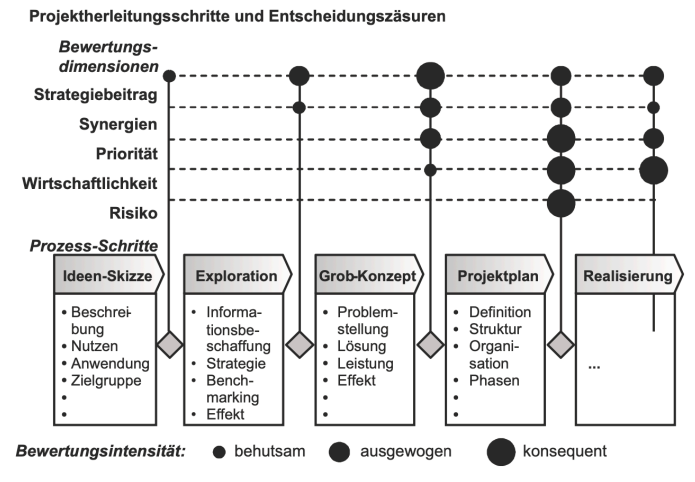 Projektherleitungsschritte und Entscheidungszäsuren
Bewertungs-
dimensionen
Strategiebeitrag
Synergien
Priorität
Wirtschaftlichkeit
Risiko
Prozess-Schritte
Ideen-Skizze
• Beschrei-
bung
• Nutzen
• Anwendung
• Zielgruppe
•
•
Exploration
• Informa-
tionsbe-
schaffung
• Strategie
• Bench-
marking
• Effekt
Grob-Konzept
• Problem-
stellung
• Lösung
• Leistung
• Effekt
•
•
Projektplan
• Definition
• Struktur
• Organi-
sation
• Phasen
•
•
Realisierung
...
Bewertungsintensität: behutsam ausgewogen konsequent